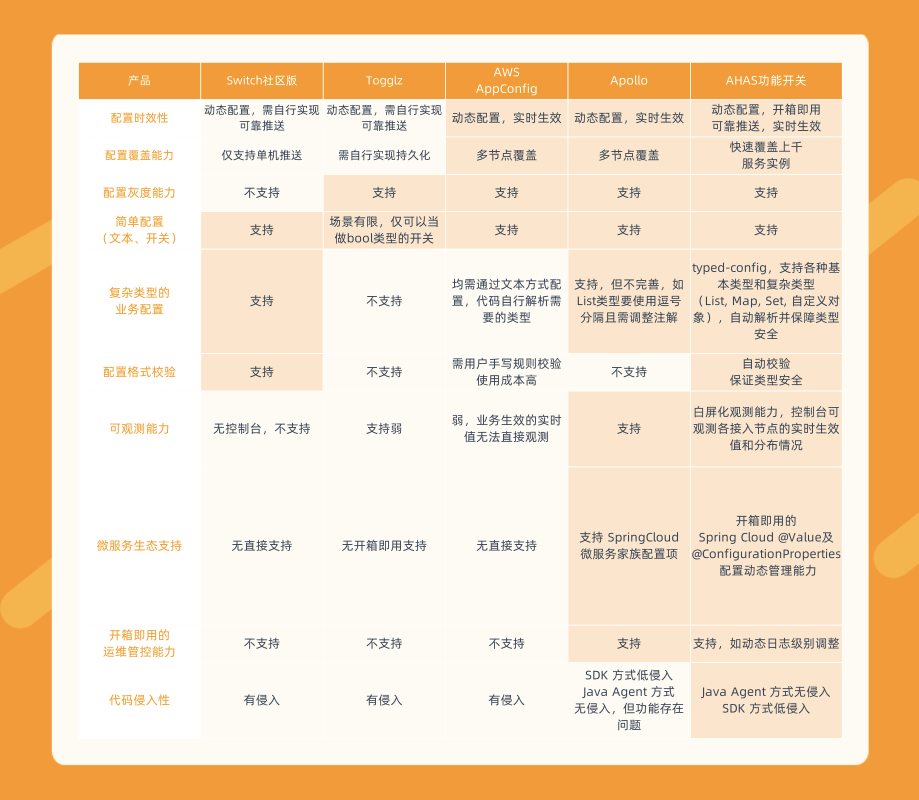 产品
Switch社区版
Togglz
AWS
AppConfig
Apollo
AHAS功能开关
配置时效性
动态配置，需自行实现
可靠推送
动态配置，需自行实现
可靠推送
动态配置，实时生效
动态配置，实时生效
动态配置，开箱即用
可靠推送，实时生效
配置覆盖能力
仅支持单机推送
需自行实现持久化
多节点覆盖
多节点覆盖
快速覆盖上千
服务实例
配置灰度能力
不支持
支持
支持
支持
支持
简单配置
（文本、开关）
支持
场景有限，仅可以当
做bool类型的开关
支持
支持
支持
复杂类型的
业务配置
支持
不支持
均需通过文本方式配
置，代码自行解析需
要的类型
支持，但不完善，如
List类型要使用逗号
分隔且需调整注解
typed-config，支持各种基
本类型和复杂类型
（List, Map, Set, 自定义对
象），自动解析并保障类型
安全
配置格式校验
支持
不支持
需用户手写规则校验
使用成本高
不支持
自动校验
保证类型安全
可观测能力
无控制台，不支持
支持弱
弱，业务生效的实时
值无法直接观测
支持
白屏化观测能力，控制台可
观测各接入节点的实时生效
值和分布情况
微服务生态支持
无直接支持
无开箱即用支持
无直接支持
支持 SpringCloud
微服务家族配置项
开箱即用的
Spring Cloud @Value及
@ConfigurationProperties
配置动态管理能力
开箱即用的
运维管控能力
不支持
不支持
不支持
支持
支持，如动态日志级别调整
代码侵入性
有侵入
有侵入
有侵入
SDK 方式低侵入
Java Agent 方式
无侵入，但功能存在
问题
Java Agent 方式无侵入
SDK 方式低侵入